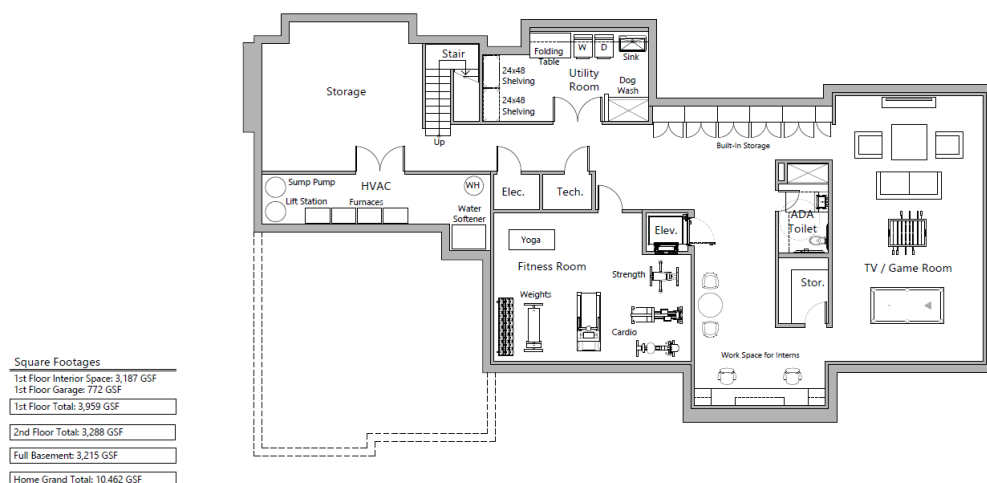 Stair
Folding
Table
W
D
Sink
Utility
Room
24x48
Shelving
24x48
Shelving
Dog
Wash
Storage
Up
Built-In Storage
Sump Pump
HVAC
WH
Lift Station
Furnaces
Water
Softener
Elec.
Tech.
ADA
Toilet
Elev.
Yoga
Fitness Room
Strength
Weights
Cardio
Stor.
TV / Game Room
Work Space for Interns
Square Footages
1st Floor Interior Space: 3,187 GSF
1st Floor Garage: 772 GSF
1st Floor Total: 3,959 GSF
2nd Floor Total: 3,288 GSF
Full Basement: 3,215 GSF
Home Grand Total: 10,462 GSF